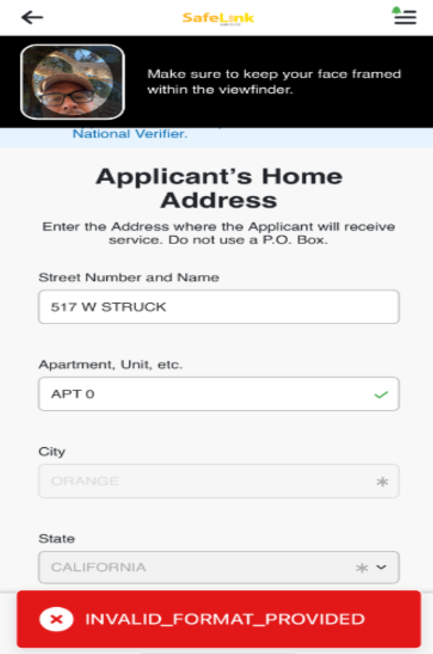 SafeLink
Make sure to keep your face framed
within the viewfinder.
National Verifier.
Applicant's Home
Address
Enter the Address where the Applicant will receive
service. Do not use a P.O. Box.
Street Number and Name
517 W STRUCK
Apartment, Unit, etc.
APT 0
City
ORANGE
*
State
CALIFORNIA
*
INVALID_FORMAT_PROVIDED